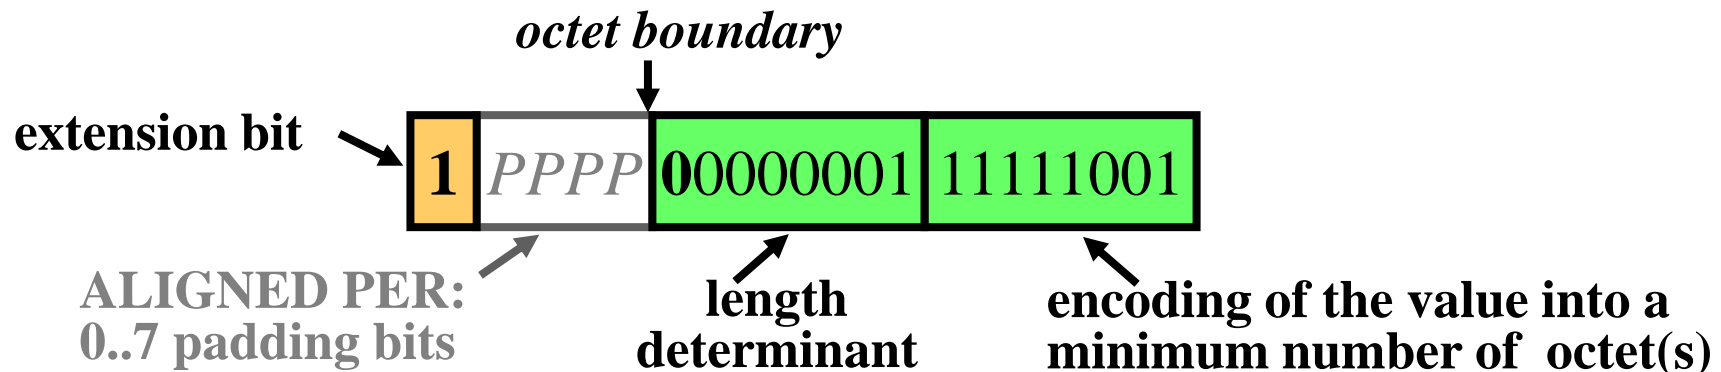 octet boundary
extension bit
1 PPPP 00000001 11111001
ALIGNED PER:
0..7 padding bits
length
determinant
encoding of the value into a
minimum number of octet(s)